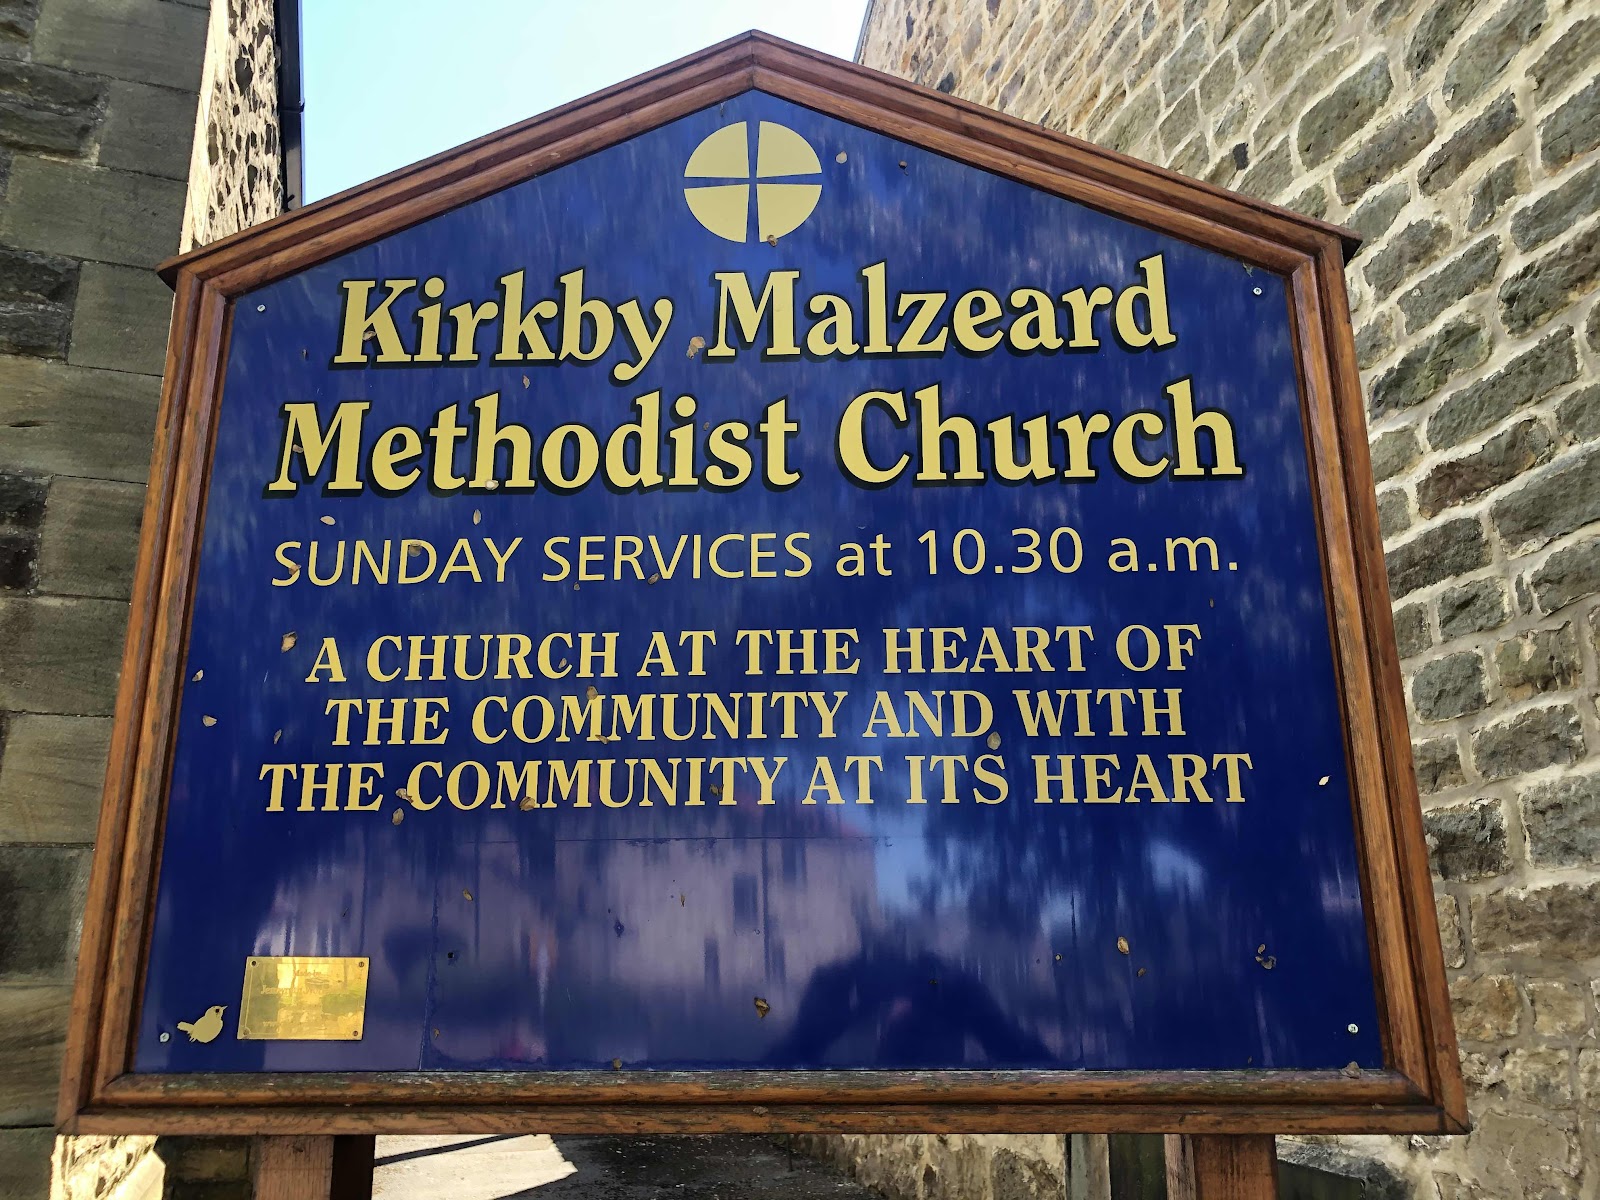 Kirkby Malzeard
Methodist Church
SUNDAY SERVICES at 10.30 a.m.
A CHURCH AT THE HEART OF
THE COMMUNITY AND WITH
THE COMMUNITY AT ITS HEART